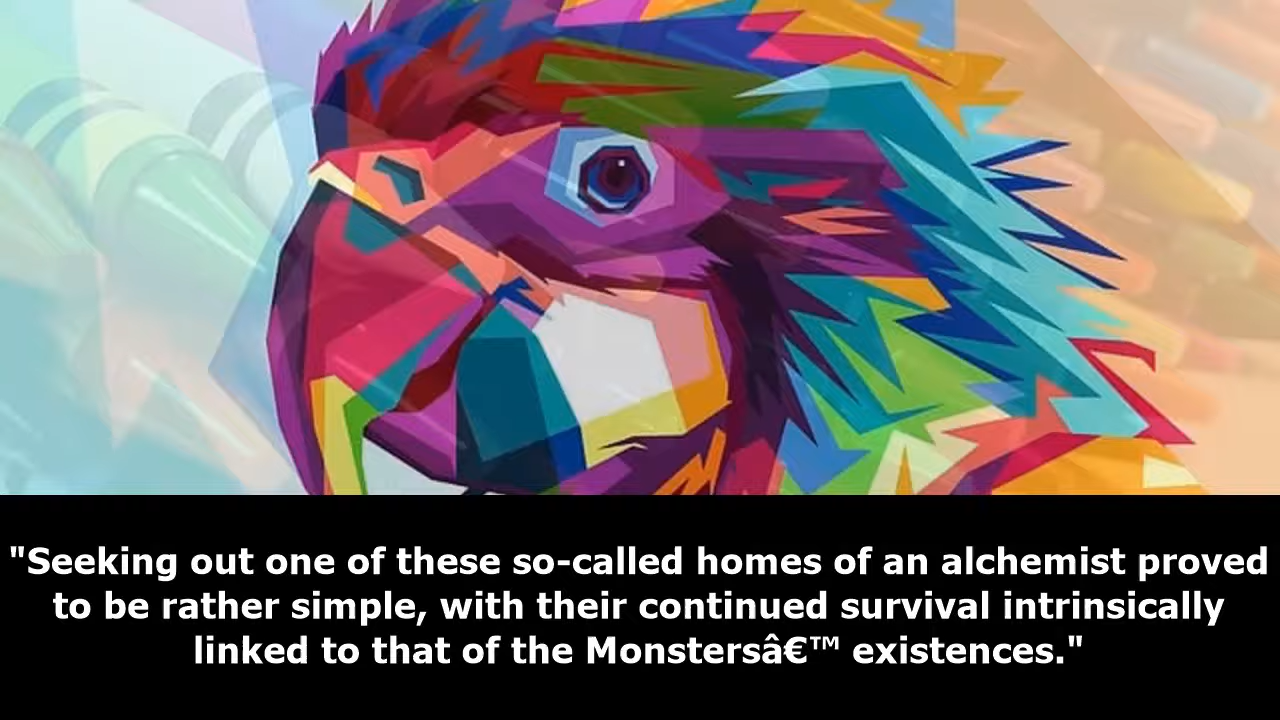 "Seeking out one of these so-called homes of an alchemist proved
to be rather simple, with their continued survival intrinsically
linked to that of the Monstersâ€™ existences."